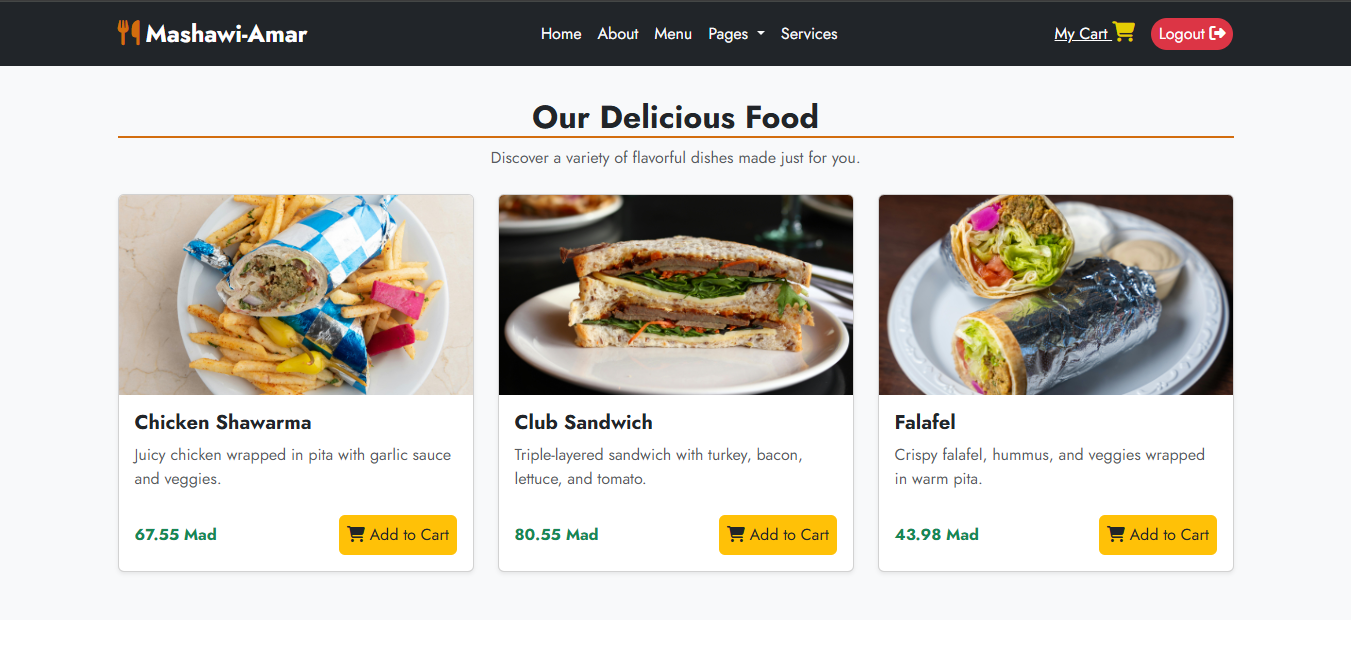 Mashawi-Amar
Home About Menu Pages Services
My Cart
Logout
Our Delicious Food
Discover a variety of flavorful dishes made just for you.
Chicken Shawarma
Juicy chicken wrapped in pita with garlic sauce
and veggies.
67.55 Mad
Add to Cart
Club Sandwich
Triple-layered sandwich with turkey, bacon,
lettuce, and tomato.
80.55 Mad
Add to Cart
Falafel
Crispy falafel, hummus, and veggies wrapped
in warm pita.
43.98 Mad
Add to Cart